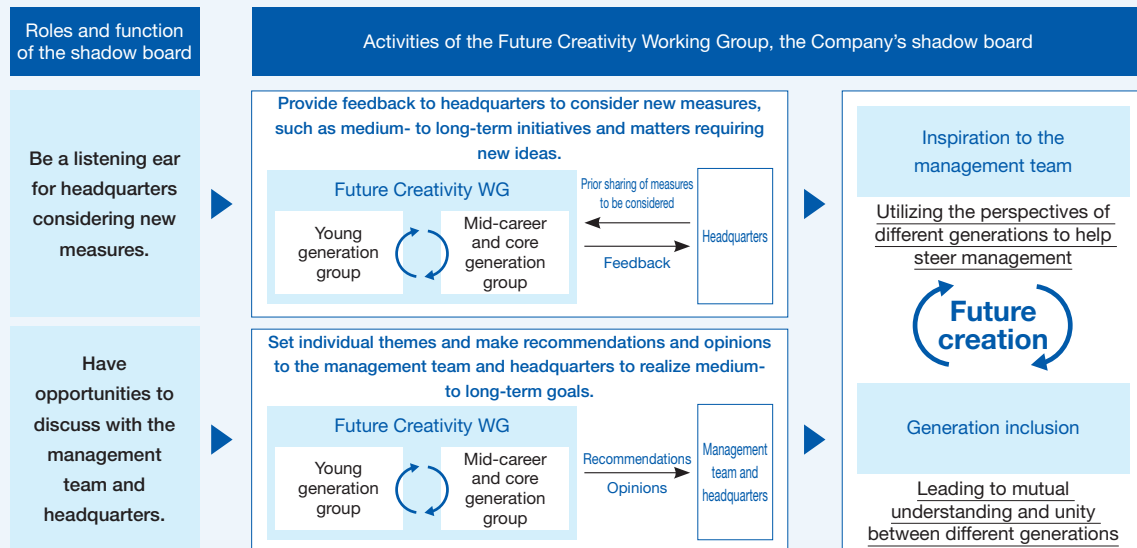 Roles and function
of the shadow board
Activities of the Future Creativity Working Group, the Company’s shadow board
Be a listening ear
for headquarters
considering new
measures.
Provide feedback to headquarters to consider new measures,
such as medium- to long-term initiatives and matters requiring
new ideas.
Future Creativity WG
Young
generation
group
Mid-career
and core
generation
group
Prior sharing of measures
to be considered
Feedback
Headquarters
Have
opportunities to
discuss with the
management
team and
headquarters.
Set individual themes and make recommendations and opinions
to the management team and headquarters to realize medium-
to long-term goals.
Future Creativity WG
Young
generation
group
Mid-career
and core
generation
group
Recommendations
Opinions
Management
team and
headquarters
Inspiration to the
management team
Utilizing the perspectives of
different generations to help
steer management
Future
creation
Generation inclusion
Leading to mutual
understanding and unity
between different generations